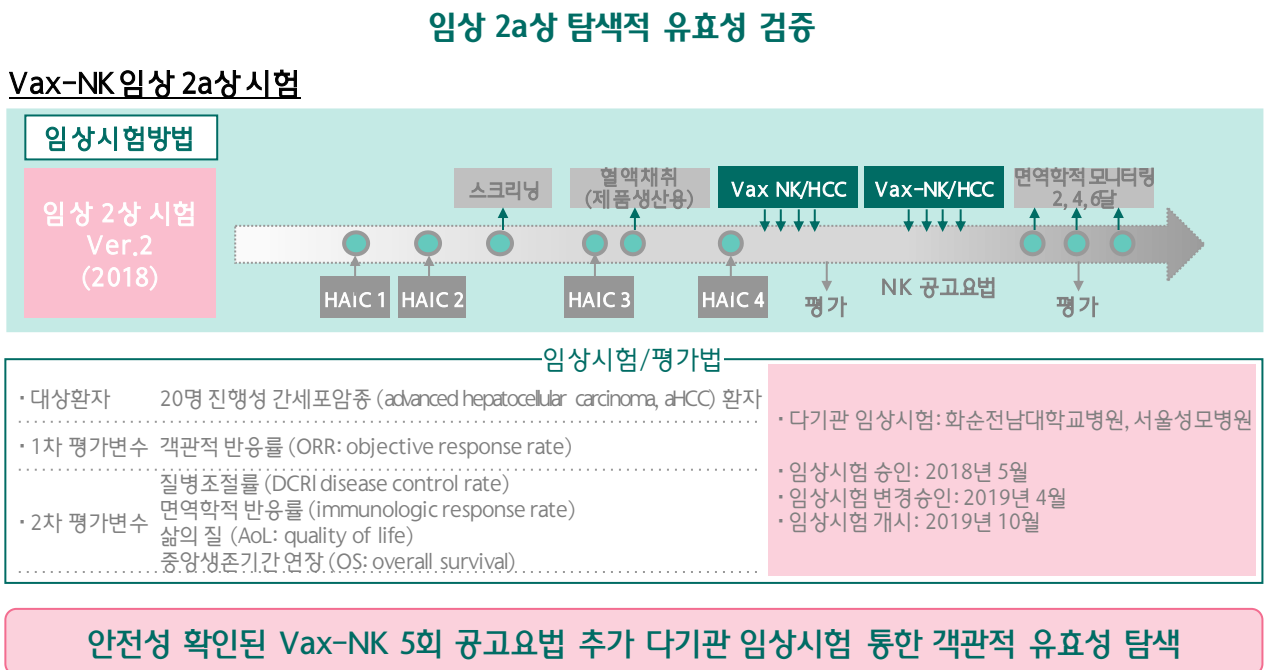 임상 2a상 탐색적 유효성 검증
Vax-NK 임상 2a상 시험
임상시험방법
임상 2상 시험
Ver.2
(2018)
스크리닝
혈액채취
(제품생산용)
Vax NK/HCC
Vax-NK/HCC
면역학적 모니터링
2, 4, 6달
HAIC 1
HAIC 2
HAIC 3
HAIC 4
평가
NK 공고요법
평가
임상시험/평가법
· 대상환자 20명 진행성 간세포암종 (advanced hepatocellular carcinoma, aHCC) 환자
· 1차 평가변수 객관적 반응률 (ORR: objective response rate)
· 2차 평가변수
질병조절률 (DCRl disease control rate)
면역학적 반응률 (immunologic response rate)
삶의 질 (AoL: quality of life)
중앙생존기간 연장 (OS: overall survival)
· 다기관 임상시험: 화순전남대학교병원, 서울성모병원
· 임상시험 승인: 2018년 5월
· 임상시험 변경승인: 2019년 4월
· 임상시험 개시: 2019년 10월
안전성 확인된 Vax-NK 5회 공고요법 추가 다기관 임상시험 통한 객관적 유효성 탐색